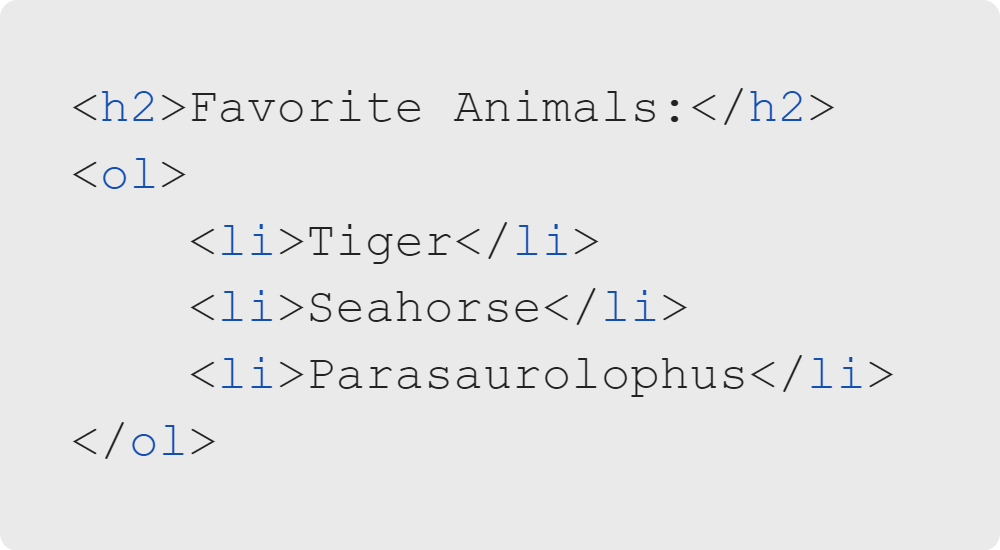 <h2>Favorite Animals:</h2>
<ol>
    <li>Tiger</li>
    <li>Seahorse</li>
    <li>Parasaurolophus</li>
</ol>